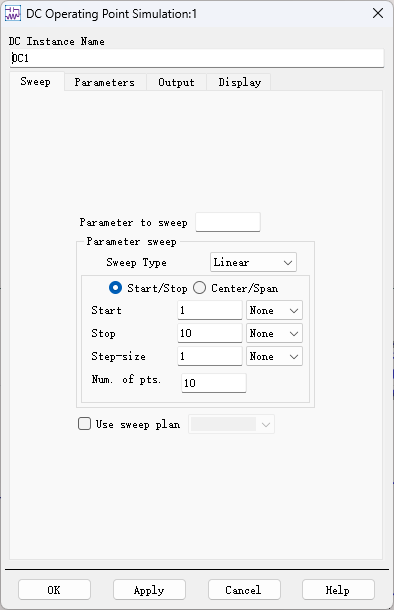 DC Operating Point Simulation:1
DC Instance Name
DC1
Sweep Parameters Output Display
Parameter to sweep
Parameter sweep
Sweep Type Linear
Start/Stop Center/Span
Start 1 None
Stop 10 None
Step-size 1 None
Num. of pts. 10
Use sweep plan
OK Apply Cancel Help